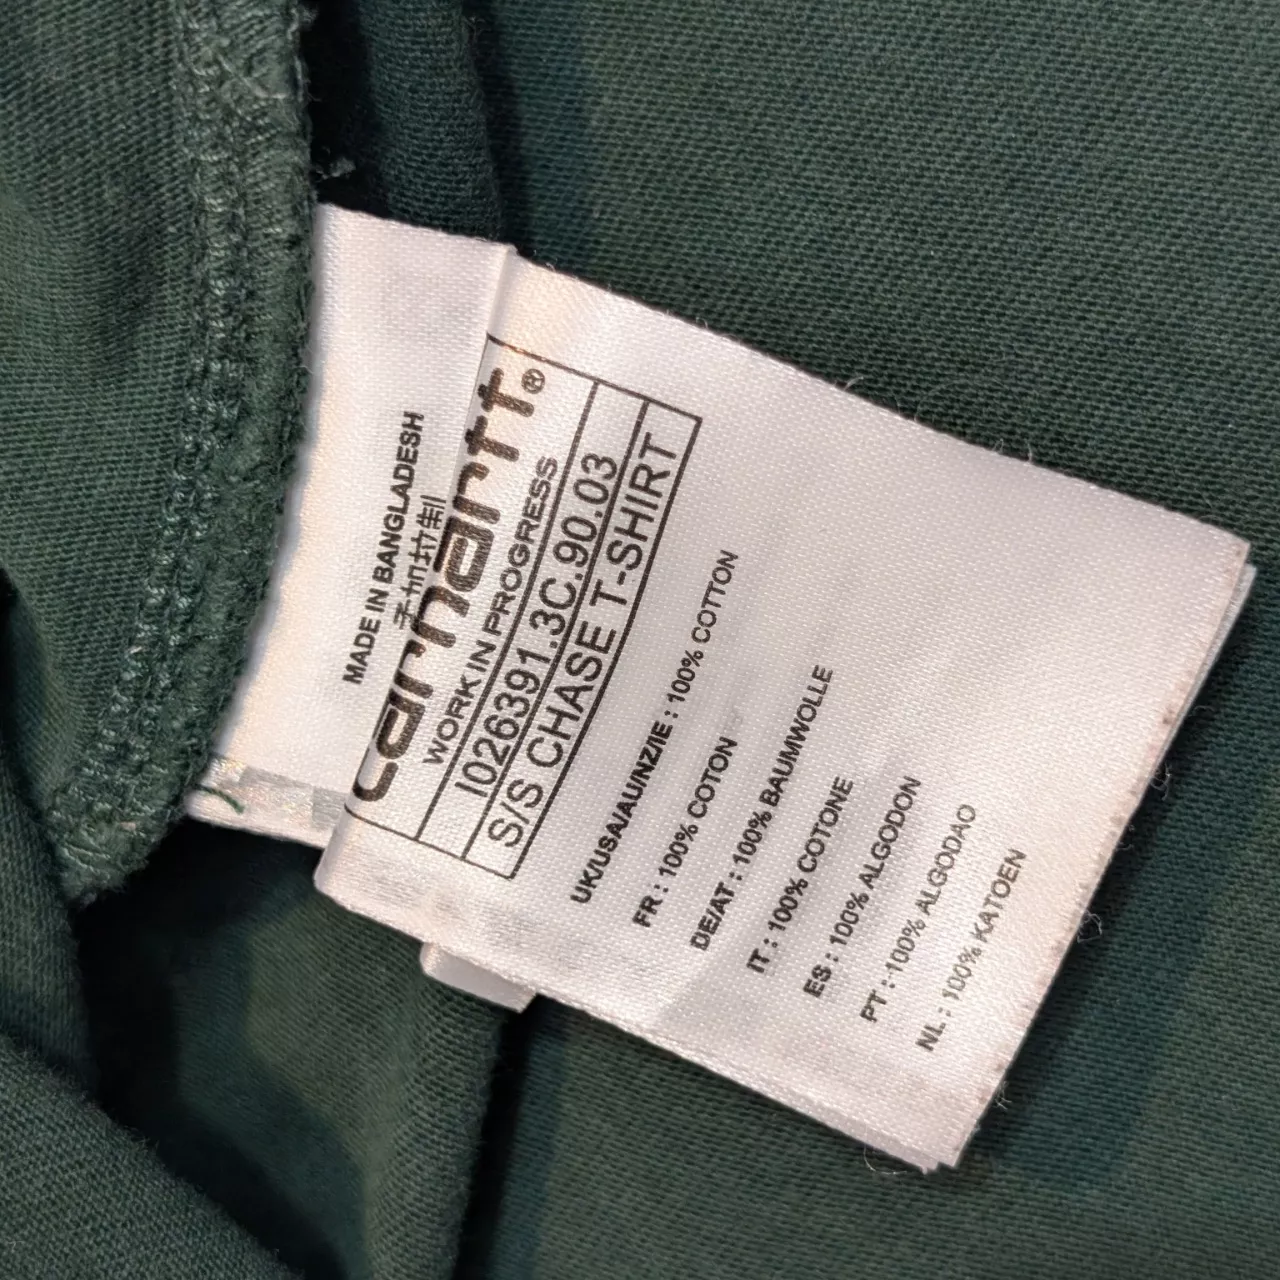 MADE IN BANGLADESH
carhartt®
WORK IN PROGRESS
I026391.3C.90.03
S/S CHASE T-SHIRT
UK/USA/AU/NZ/IE : 100% COTTON
FR : 100% COTON
DE/AT : 100% BAUMWOLLE
IT : 100% COTONE
ES : 100% ALGODON
PT : 100% ALGODAO
NL : 100% KATOEN